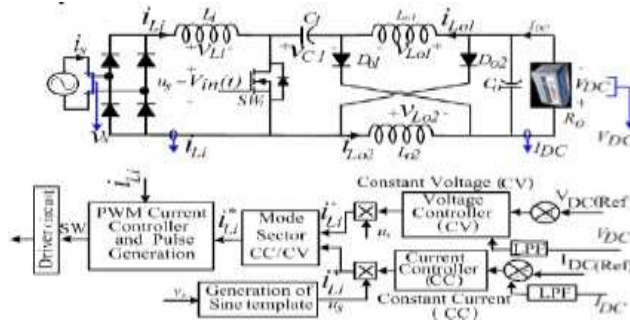 i_Li L_i C_1 L_o1 i_Lo1 I_DC
i_s +V_Li- V_C1 +V_Lo1-
D_o1 D_o2
u_s V_in(t) C_o V_DC
SW_i
+V_Lo2- R_o
i_Li i_Lo2 L_o2 I_DC V_DC
Constant Voltage (CV)
i_Li Voltage V_DC(Ref
Driver circuit SW PWM Current Controller and Pulse Generation i*_Li Mode Sector CC/CV Controller (CV)
u_s V_DC
LPF
Current Controller (CC) I_DC(Ref)
v_s Generation of Sine template u_s
Constant Current (CC) LPF
I_DC